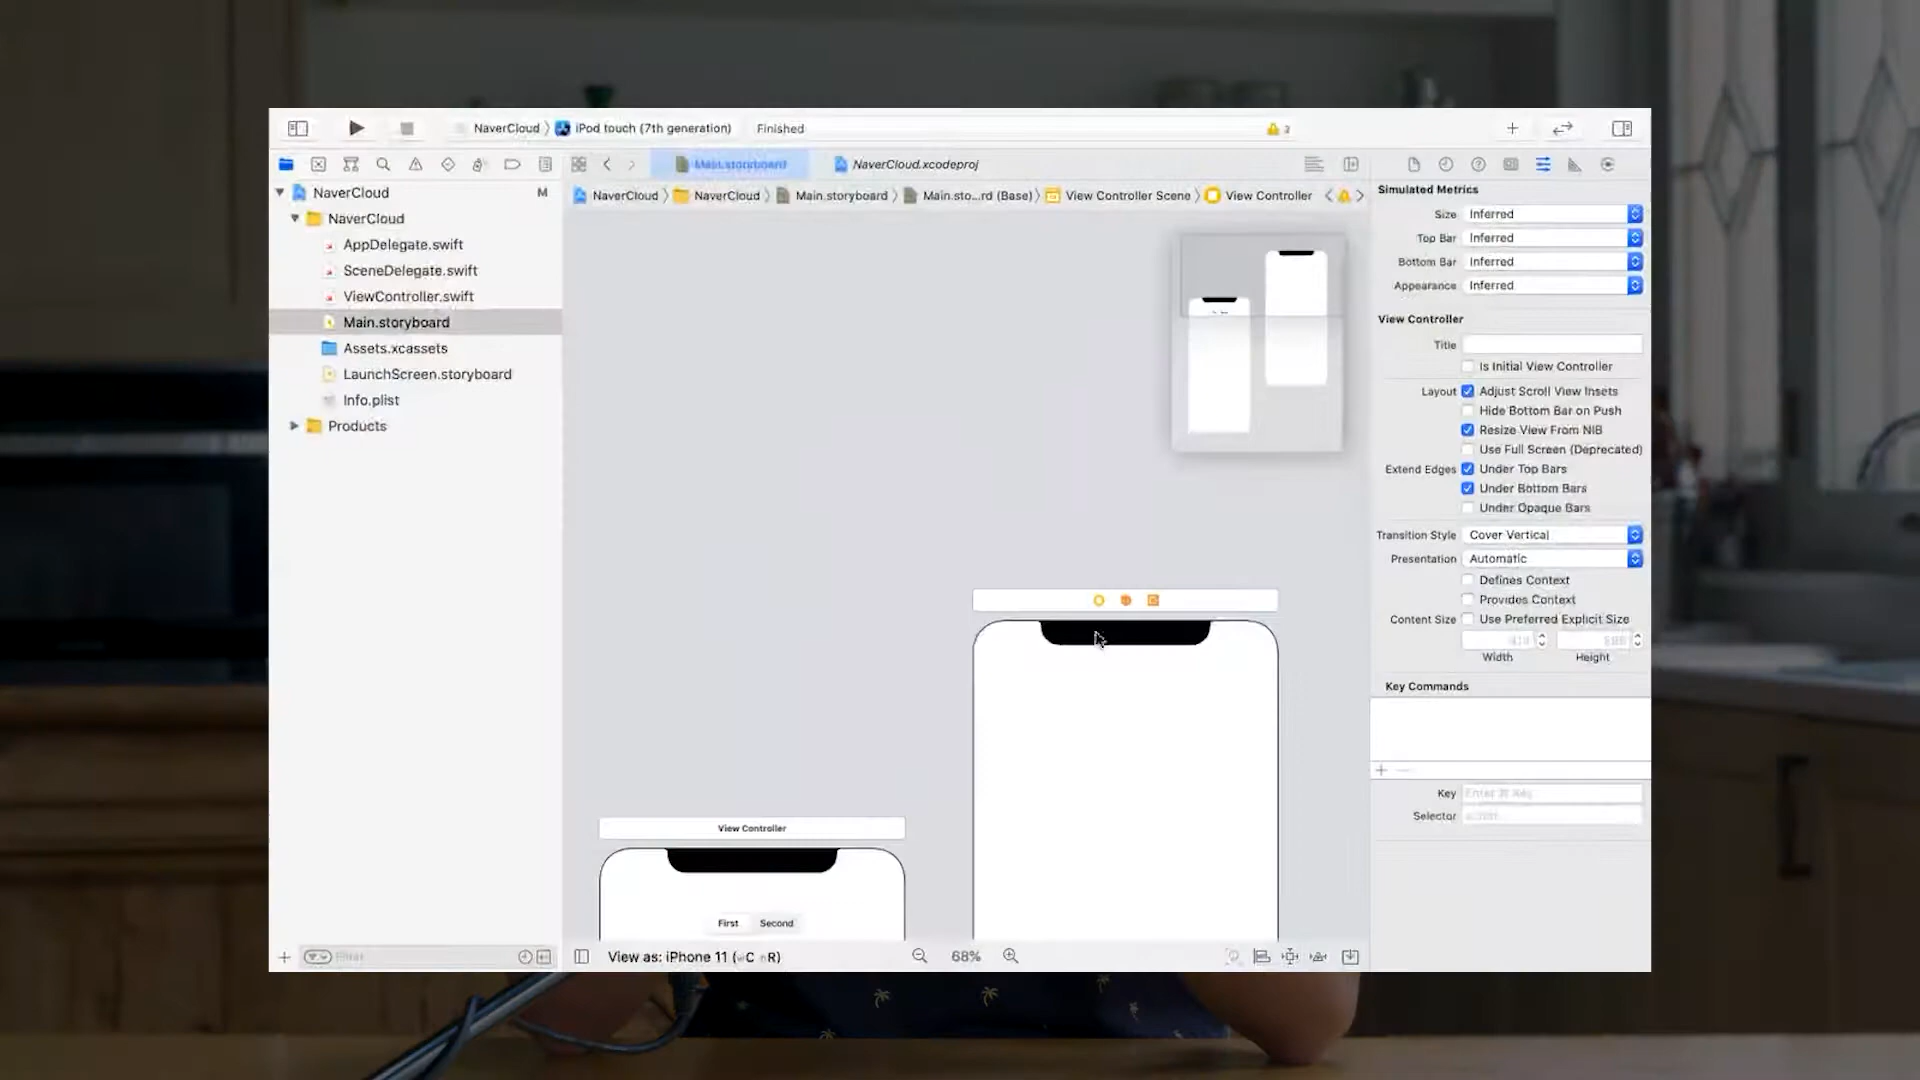 NaverCloud 〉 iPod touch (7th generation)
Finished
2
Main.storyboard
NaverCloud.xcodeproj
NaverCloud
M
NaverCloud
AppDelegate.swift
SceneDelegate.swift
ViewController.swift
Main.storyboard
Assets.xcassets
LaunchScreen.storyboard
Info.plist
Products
Filter
NaverCloud 〉 NaverCloud 〉 Main.storyboard 〉 Main.sto...rd (Base) 〉 View Controller Scene 〉 View Controller
View Controller
First Second
View as: iPhone 11 (wC hR)
68%
Simulated Metrics
Size Inferred
Top Bar Inferred
Bottom Bar Inferred
Appearance Inferred
View Controller
Title
Is Initial View Controller
Layout Adjust Scroll View Insets
Hide Bottom Bar on Push
Resize View From NIB
Use Full Screen (Deprecated)
Extend Edges Under Top Bars
Under Bottom Bars
Under Opaque Bars
Transition Style Cover Vertical
Presentation Automatic
Defines Context
Provides Context
Content Size Use Preferred Explicit Size
Width Height
Key Commands
Key
Selector